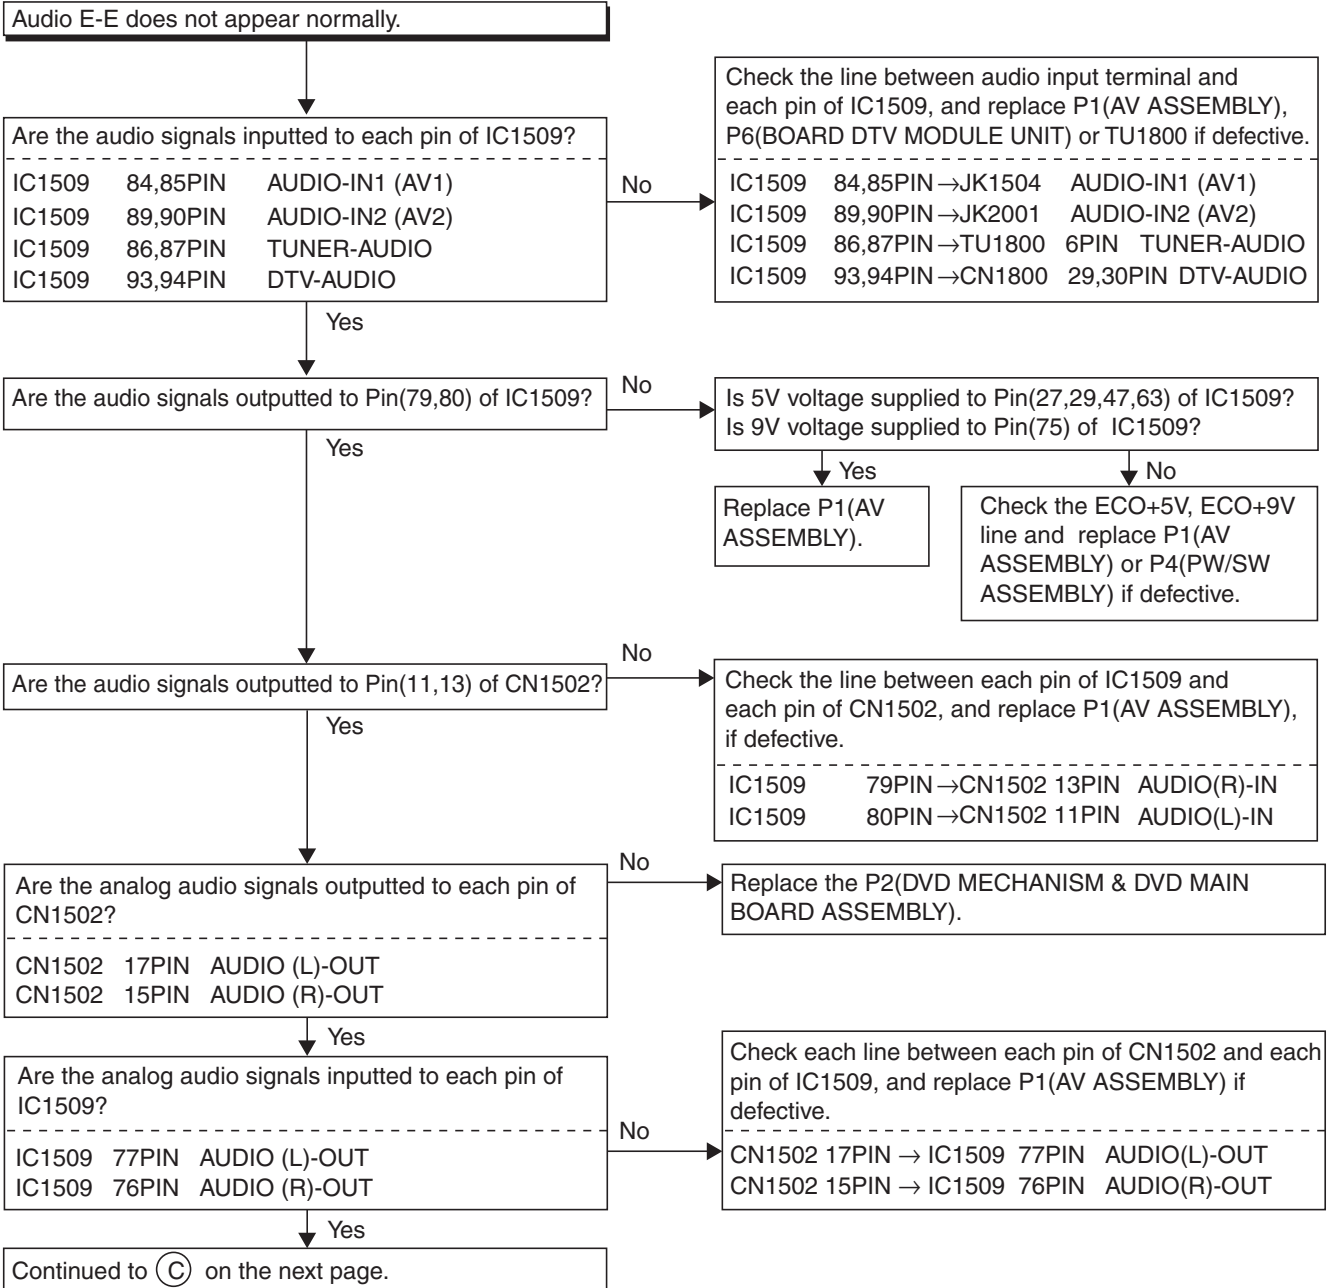 Audio E-E does not appear normally.
Are the audio signals inputted to each pin of IC1509?
IC1509 84,85PIN AUDIO-IN1 (AV1)
IC1509 89,90PIN AUDIO-IN2 (AV2)
IC1509 86,87PIN TUNER-AUDIO
IC1509 93,94PIN DTV-AUDIO
No
Check the line between audio input terminal and
each pin of IC1509, and replace P1(AV ASSEMBLY),
P6(BOARD DTV MODULE UNIT) or TU1800 if defective.
IC1509 84,85PIN→JK1504 AUDIO-IN1 (AV1)
IC1509 89,90PIN→JK2001 AUDIO-IN2 (AV2)
IC1509 86,87PIN→TU1800 6PIN TUNER-AUDIO
IC1509 93,94PIN→CN1800 29,30PIN DTV-AUDIO
Yes
Are the audio signals outputted to Pin(79,80) of IC1509?
No
Is 5V voltage supplied to Pin(27,29,47,63) of IC1509?
Is 9V voltage supplied to Pin(75) of IC1509?
Yes
Replace P1(AV
ASSEMBLY).
No
Check the ECO+5V, ECO+9V
line and replace P1(AV
ASSEMBLY) or P4(PW/SW
ASSEMBLY) if defective.
Yes
Are the audio signals outputted to Pin(11,13) of CN1502?
No
Check the line between each pin of IC1509 and
each pin of CN1502, and replace P1(AV ASSEMBLY),
if defective.
IC1509 79PIN→CN1502 13PIN AUDIO(R)-IN
IC1509 80PIN→CN1502 11PIN AUDIO(L)-IN
Yes
Are the analog audio signals outputted to each pin of
CN1502?
CN1502 17PIN AUDIO (L)-OUT
CN1502 15PIN AUDIO (R)-OUT
No
Replace the P2(DVD MECHANISM & DVD MAIN
BOARD ASSEMBLY).
Yes
Are the analog audio signals inputted to each pin of
IC1509?
IC1509 77PIN AUDIO (L)-OUT
IC1509 76PIN AUDIO (R)-OUT
No
Check each line between each pin of CN1502 and each
pin of IC1509, and replace P1(AV ASSEMBLY) if
defective.
CN1502 17PIN → IC1509 77PIN AUDIO(L)-OUT
CN1502 15PIN → IC1509 76PIN AUDIO(R)-OUT
Yes
Continued to C on the next page.